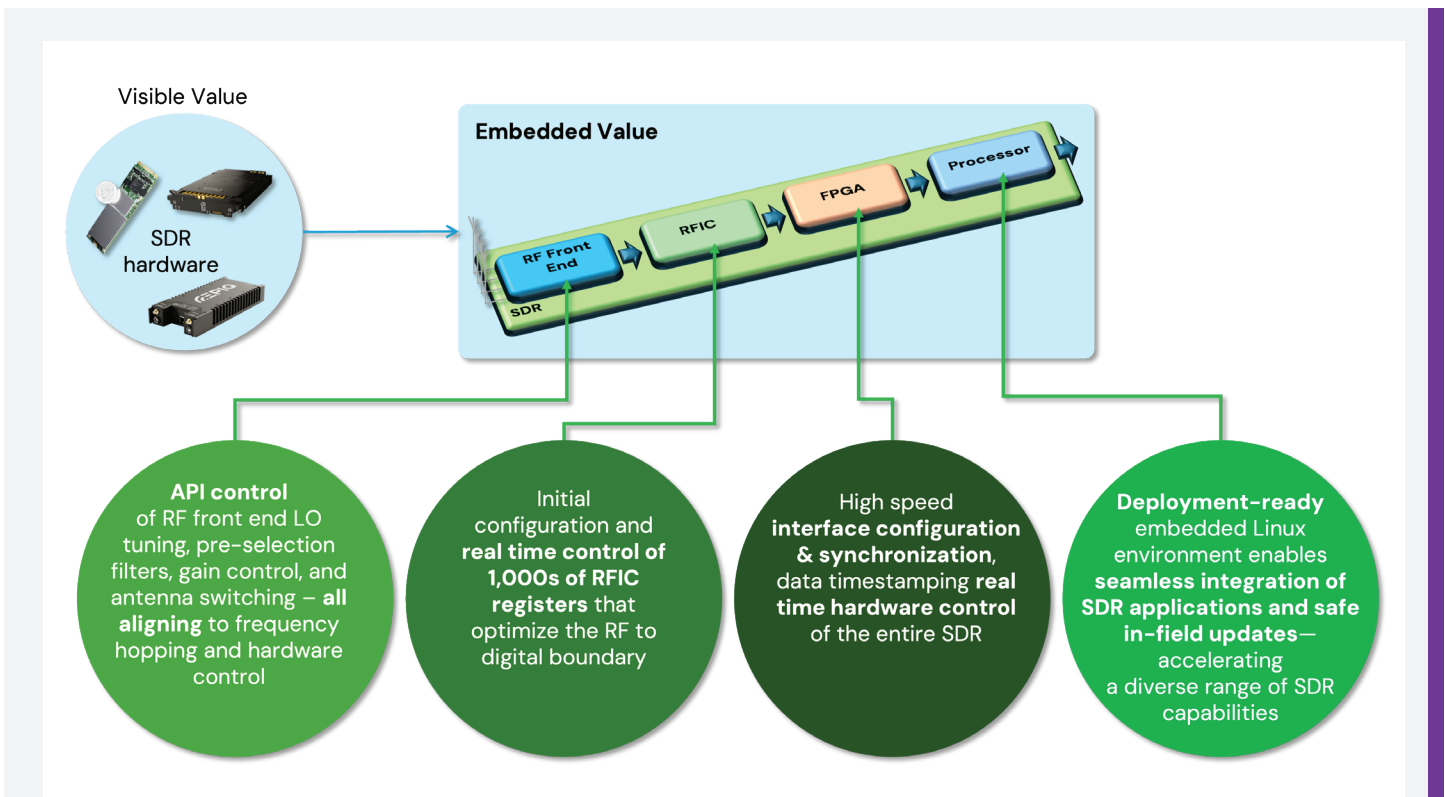 Visible Value
SDR
hardware
EPIQ
Embedded Value
RF Front
End
RFIC
FPGA
Processor
SDR
API control
of RF front end LO
tuning, pre-selection
filters, gain control, and
antenna switching – all
aligning to frequency
hopping and hardware
control
Initial
configuration and
real time control of
1,000s of RFIC
registers that
optimize the RF to
digital boundary
High speed
interface configuration
& synchronization,
data timestamping real
time hardware control
of the entire SDR
Deployment-ready
embedded Linux
environment enables
seamless integration of
SDR applications and safe
in-field updates—
accelerating
a diverse range of SDR
capabilities